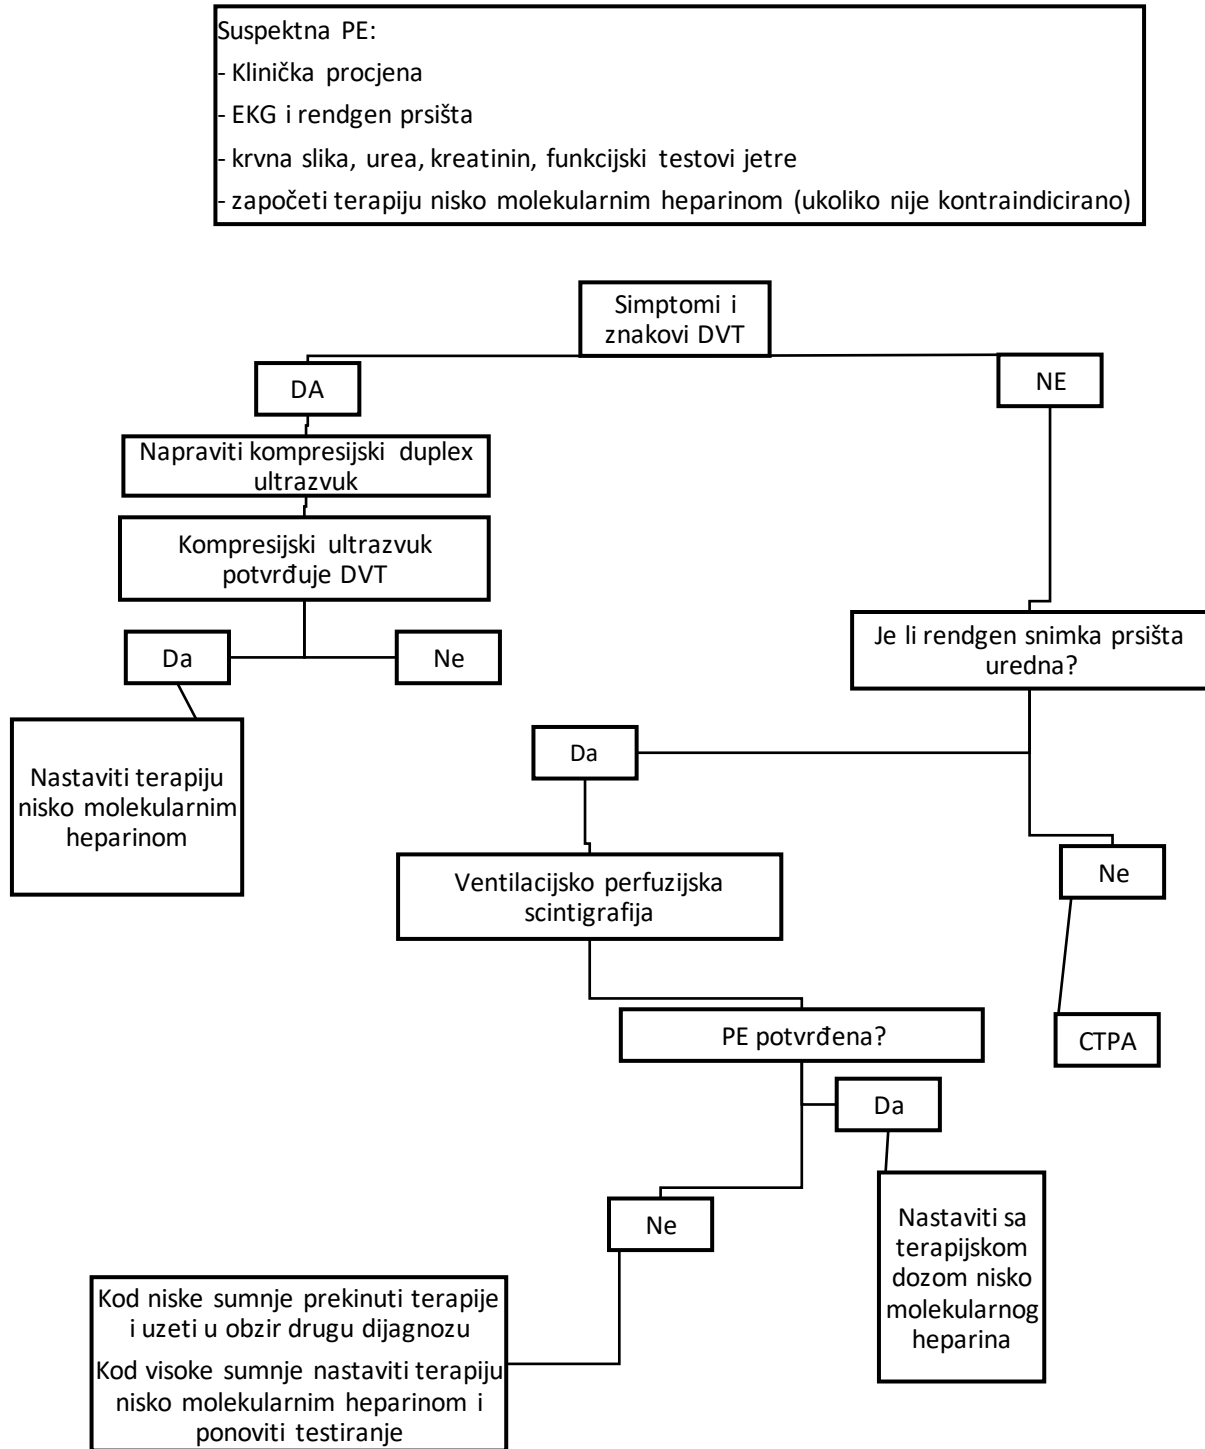 Suspektna PE:
- Klinička procjena
- EKG i rendgen prsišta
- krvna slika, urea, kreatinin, funkcijski testovi jetre
- započeti terapiju nisko molekularnim heparinom (ukoliko nije kontraindicirano)
Simptomi i
znakovi DVT
DA
NE
Napraviti kompresijski duplex
ultrazvuk
Kompresijski ultrazvuk
potvrđuje DVT
Da
Ne
Nastaviti terapiju
nisko molekularnim
heparinom
Je li rendgen snimka prsišta
uredna?
Da
Ne
Ventilacijsko perfuzijska
scintigrafija
CTPA
PE potvrđena?
Da
Ne
Nastaviti sa
terapijskom
dozom nisko
molekularnog
heparina
Kod niske sumnje prekinuti terapije
i uzeti u obzir drugu dijagnozu
Kod visoke sumnje nastaviti terapiju
nisko molekularnim heparinom i
ponoviti testiranje